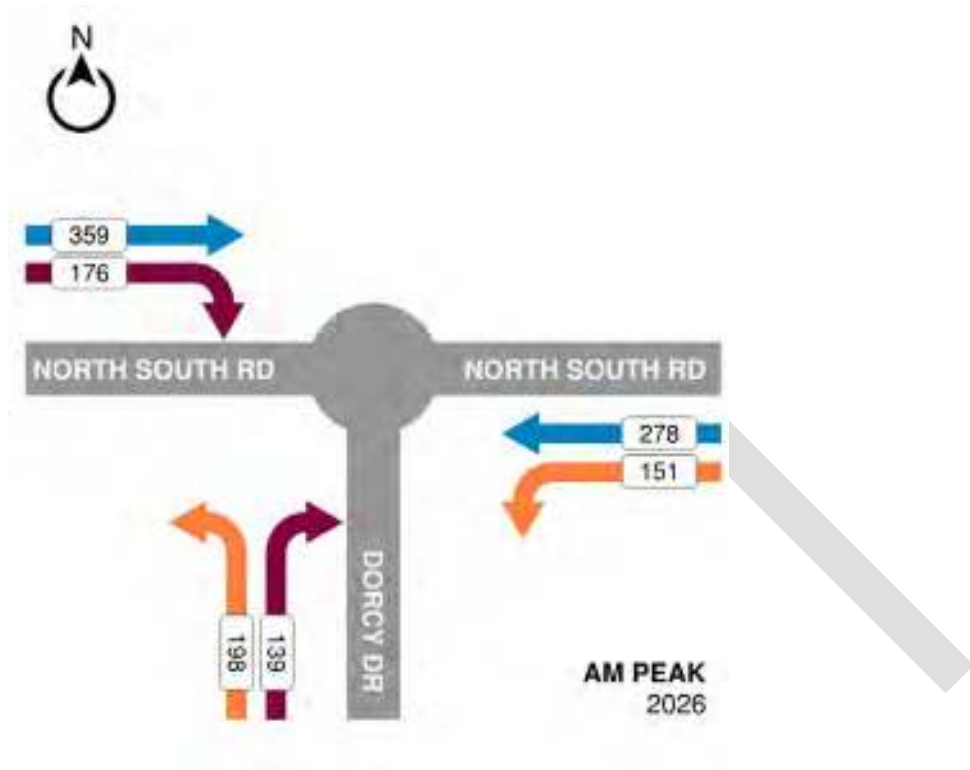 N
359
176
NORTH SOUTH RD
NORTH SOUTH RD
278
151
198
139
DORCY DR
AM PEAK
2026